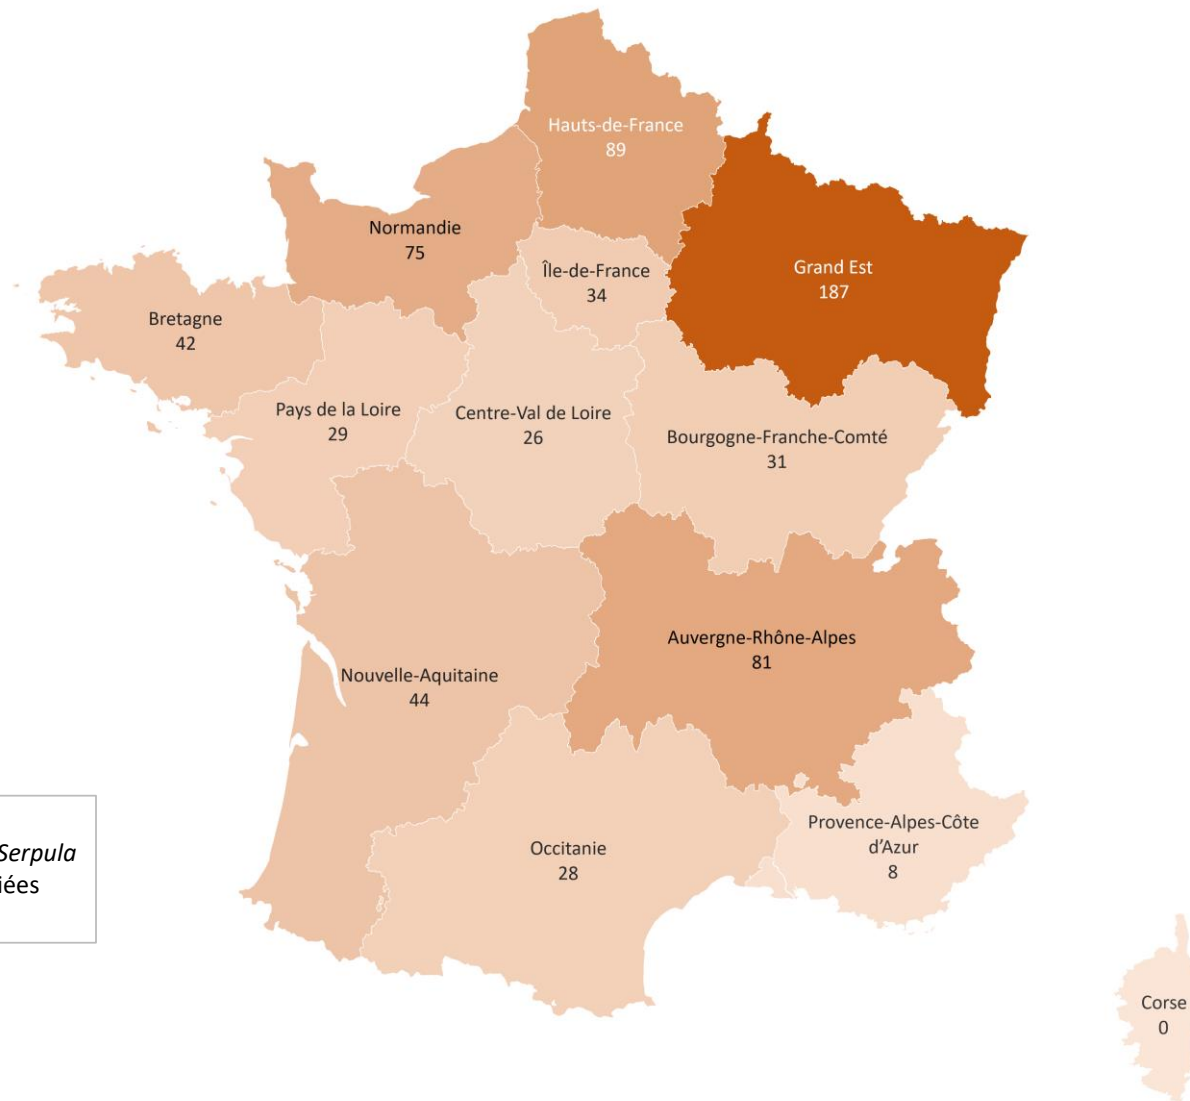 Hauts-de-France
89
Normandie
75
Île-de-France
34
Grand Est
187
Bretagne
42
Pays de la Loire
29
Centre-Val de Loire
26
Bourgogne-Franche-Comté
31
Auvergne-Rhône-Alpes
81
Nouvelle-Aquitaine
44
Provence-Alpes-Côte
d’Azur
8
Occitanie
28
Serpula
iées
Corse
0